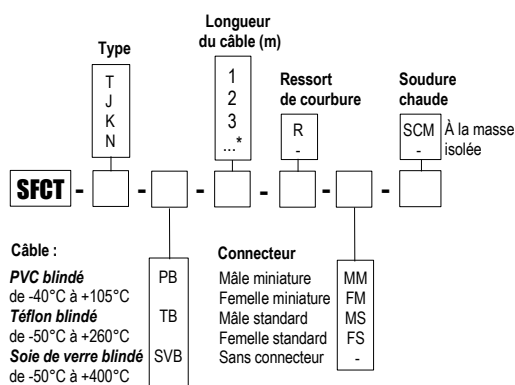 Type
T
J
K
N
Longueur
du câble (m)
1
2
3
...*
Ressort
de courbure
R
-
Soudure
chaude
SCM À la masse
- isolée
SFCT - - - - - -
Câble :
PVC blindé PB
de -40°C à +105°C
Téflon blindé TB
de -50°C à +260°C
Soie de verre blindé SVB
de -50°C à +400°C
Connecteur
Mâle miniature MM
Femelle miniature FM
Mâle standard MS
Femelle standard FS
Sans connecteur -